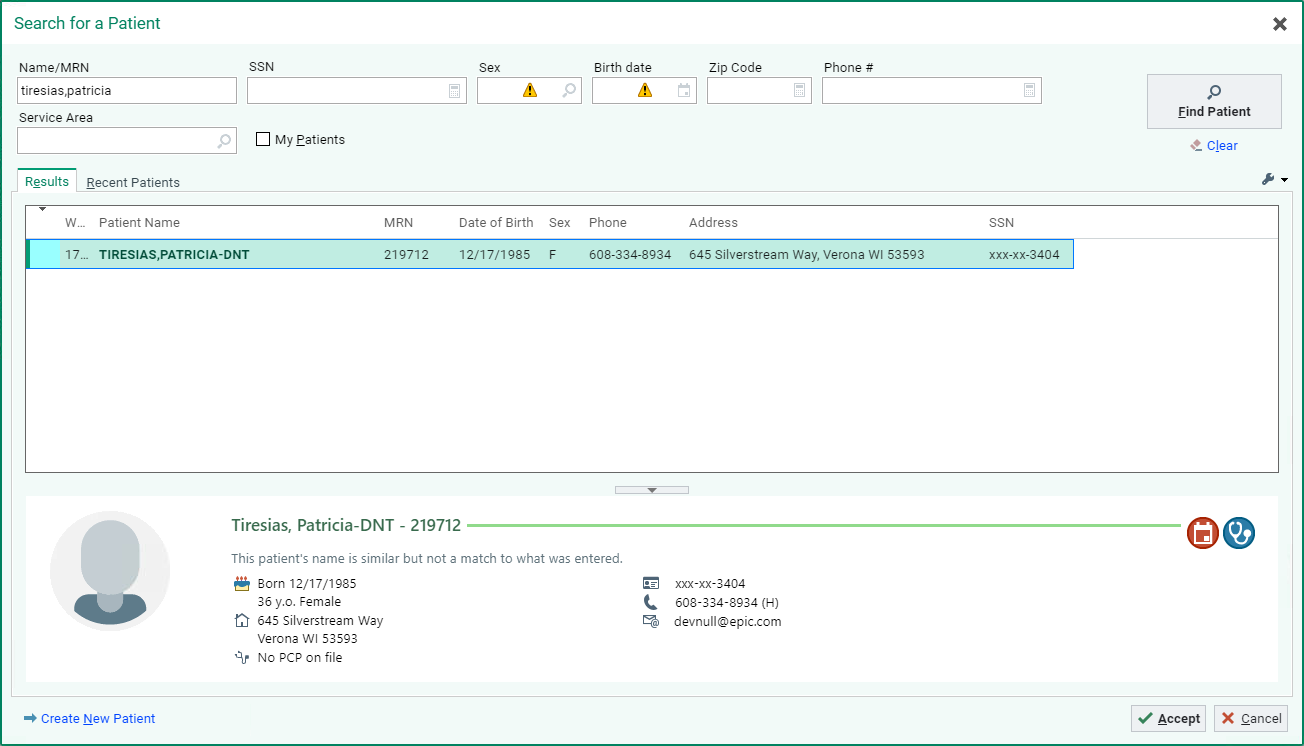 Search for a Patient
Name/MRN SSN Sex Birth date Zip Code Phone #
tiresias,patricia
Find Patient
Service Area
My Patients
Clear
Results Recent Patients
W... Patient Name MRN Date of Birth Sex Phone Address SSN
17... TIRESIAS,PATRICIA-DNT 219712 12/17/1985 F 608-334-8934 645 Silverstream Way, Verona WI 53593 xxx-xx-3404
Tiresias, Patricia-DNT - 219712
This patient's name is similar but not a match to what was entered.
Born 12/17/1985
36 y.o. Female
645 Silverstream Way
Verona WI 53593
No PCP on file
xxx-xx-3404
608-334-8934 (H)
devnull@epic.com
Create New Patient
Accept Cancel